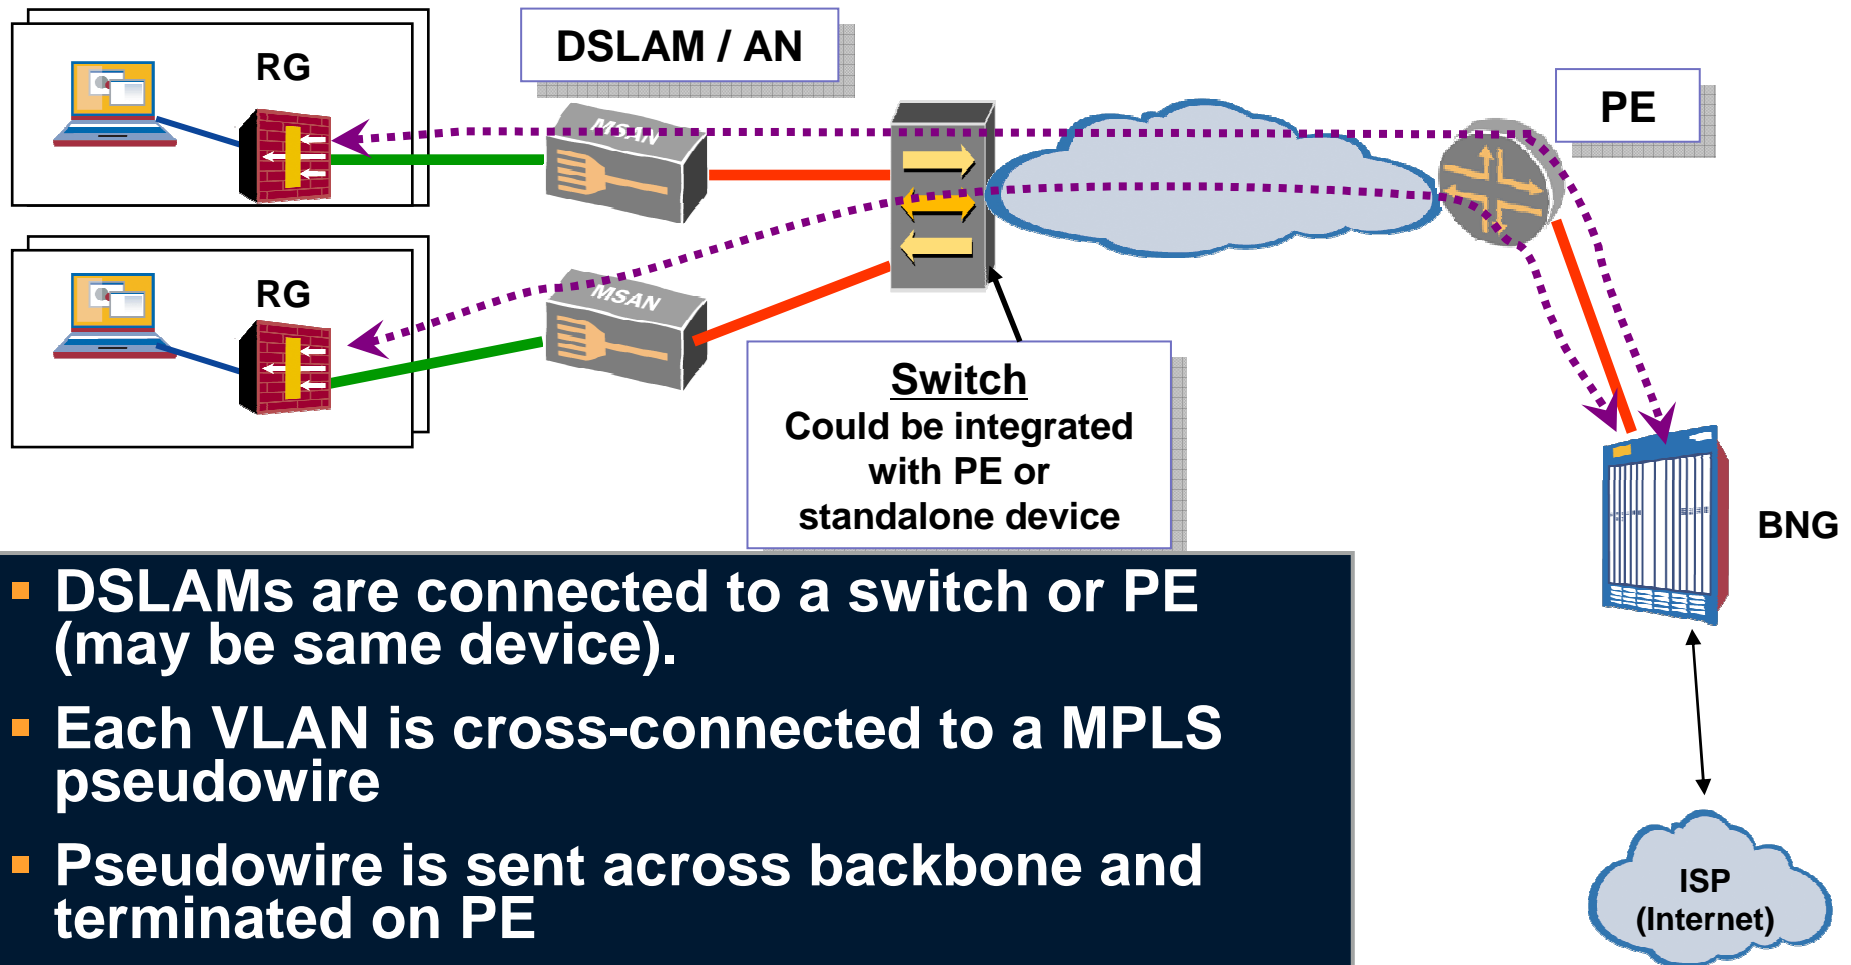 RG
DSLAM / AN
PE
MSAN
RG
MSAN
Switch
Could be integrated
with PE or
standalone device
BNG
▪ DSLAMs are connected to a switch or PE
(may be same device).
▪ Each VLAN is cross-connected to a MPLS
pseudowire
▪ Pseudowire is sent across backbone and
terminated on PE
ISP
(Internet)